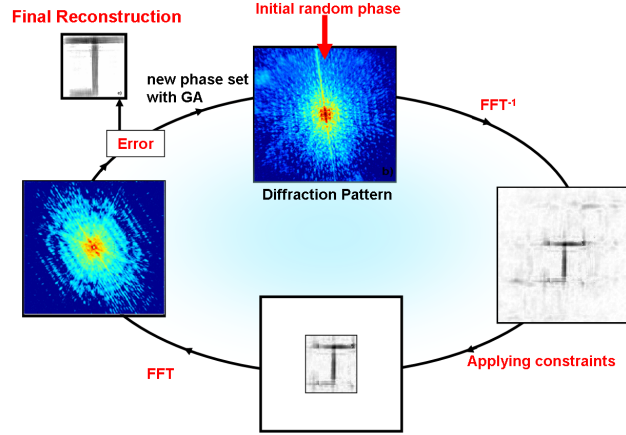 Initial random phase
Final Reconstruction
new phase set
with GA
FFT-1
Error
Diffraction Pattern
FFT
Applying constraints